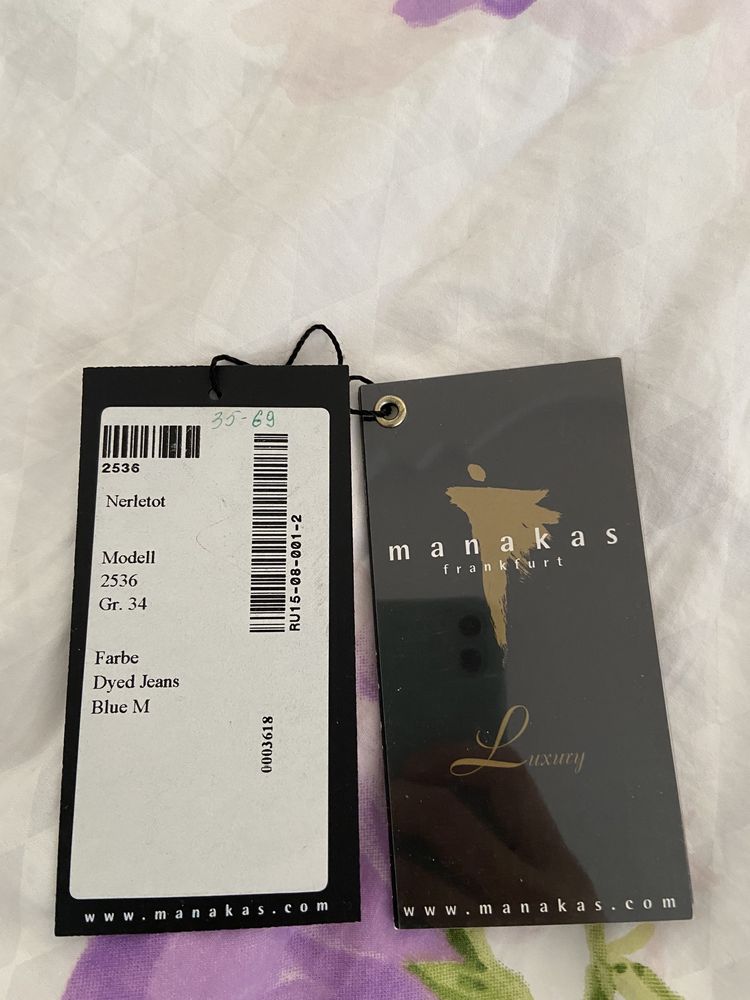 35-69
2536
Nerletot
Modell
2536
Gr. 34
Farbe
Dyed Jeans
Blue M
RU15-08-001-2
0003618
www.manakas.com
manakas
frankfurt
Luxury
www.manakas.com